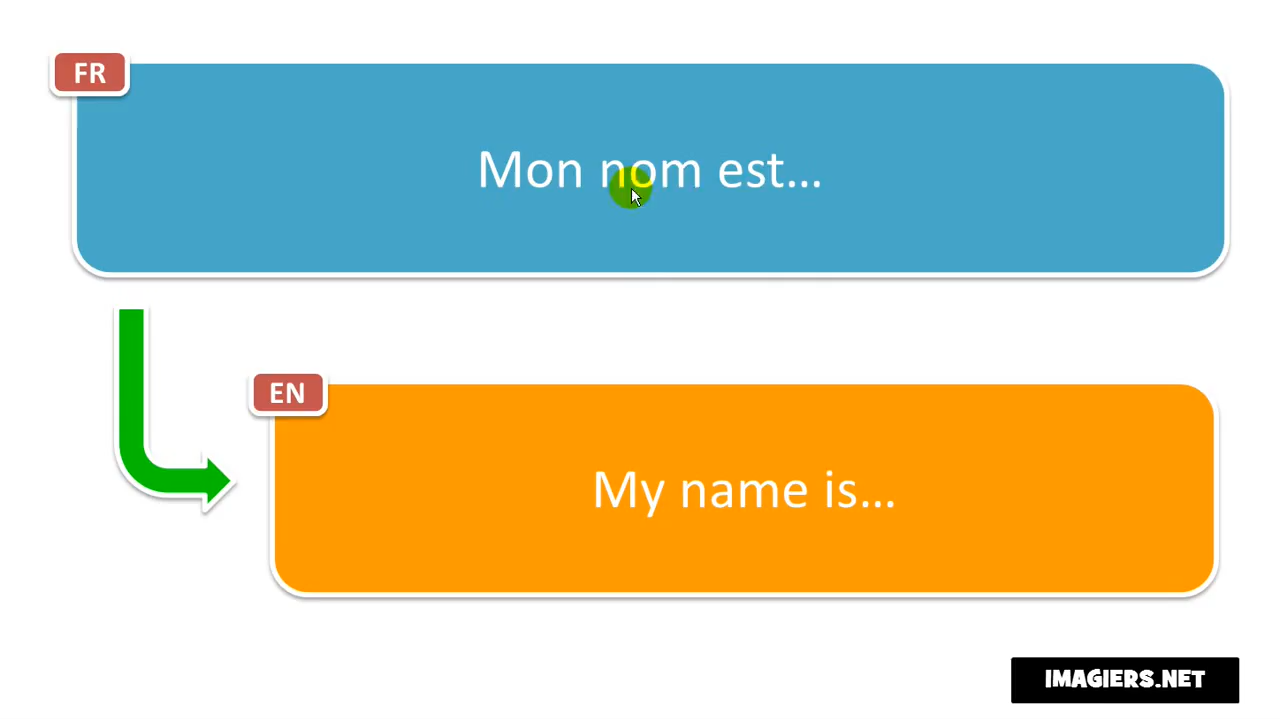 FR
Mon nom est...
EN
My name is...
IMAGIERS.NET